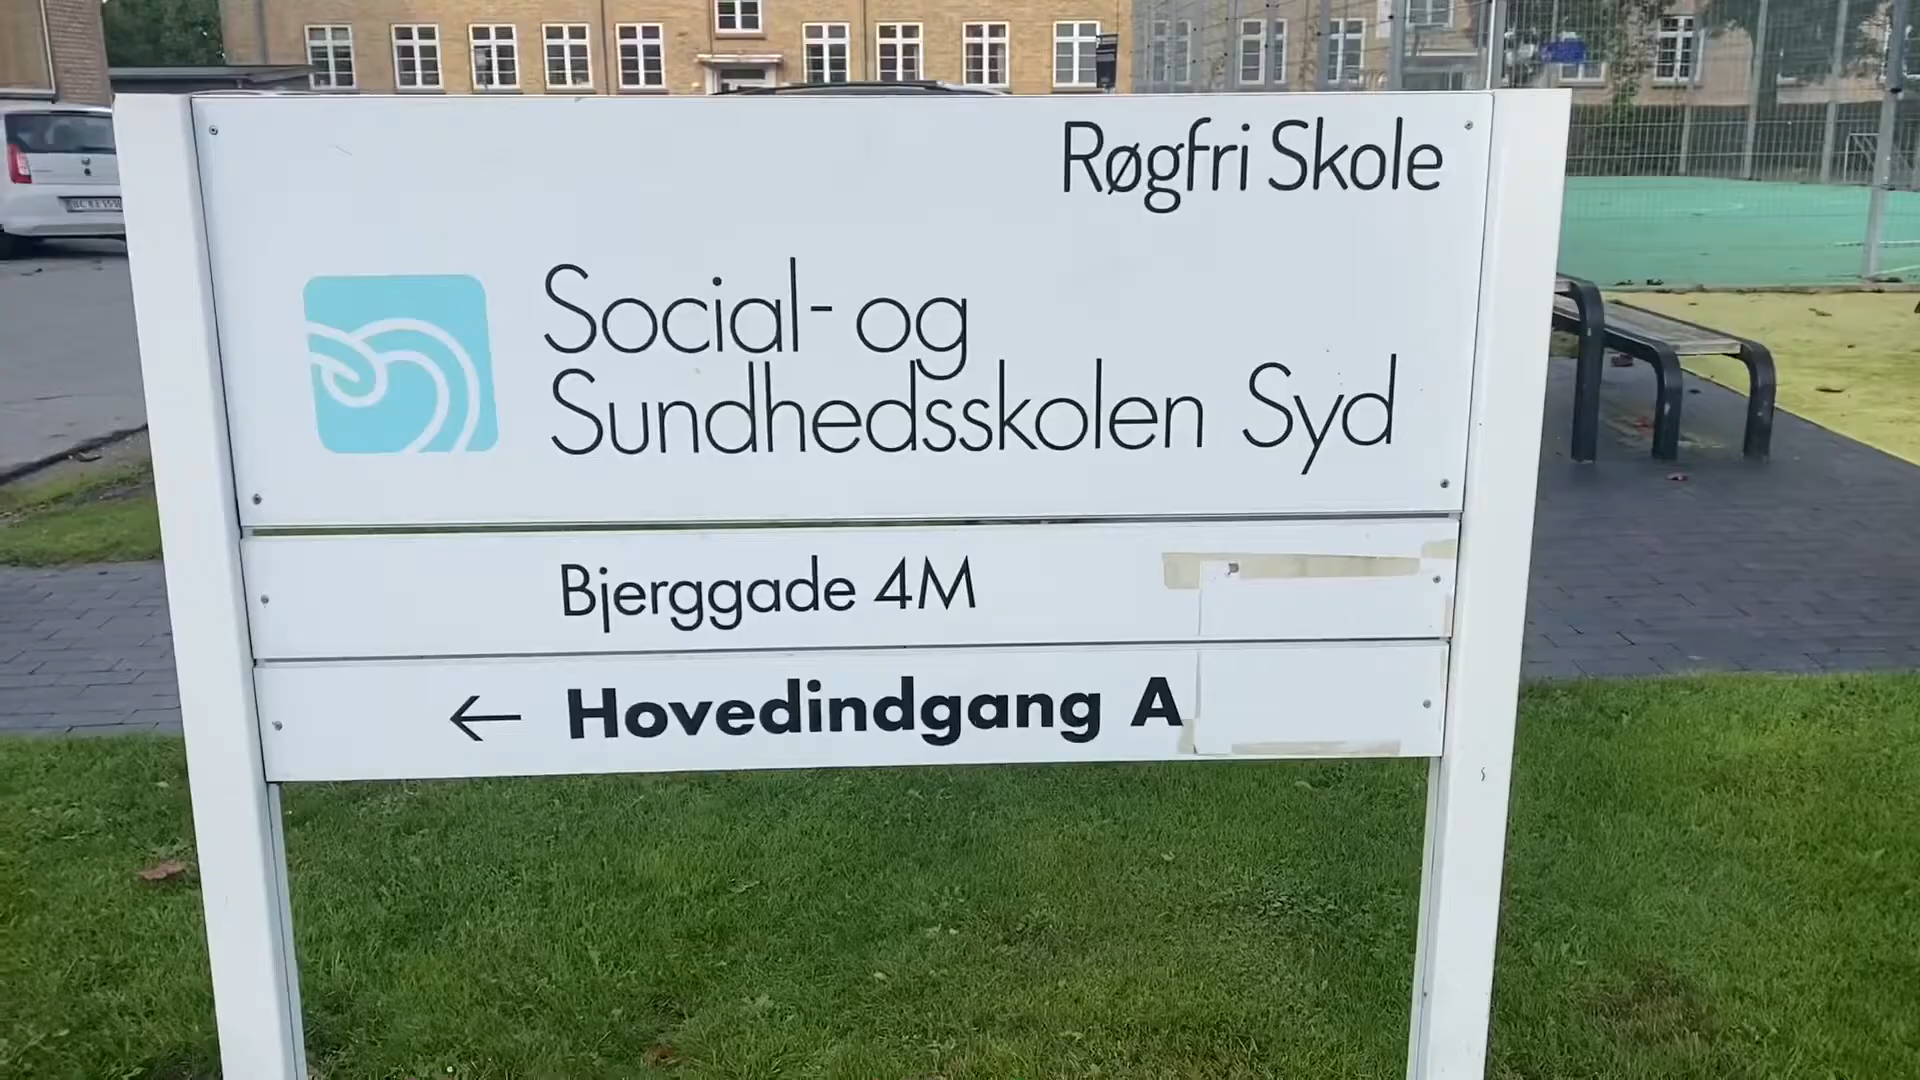 Røgfri Skole
Social- og
Sundhedsskolen Syd
Bjerggade 4M
← Hovedindgang A